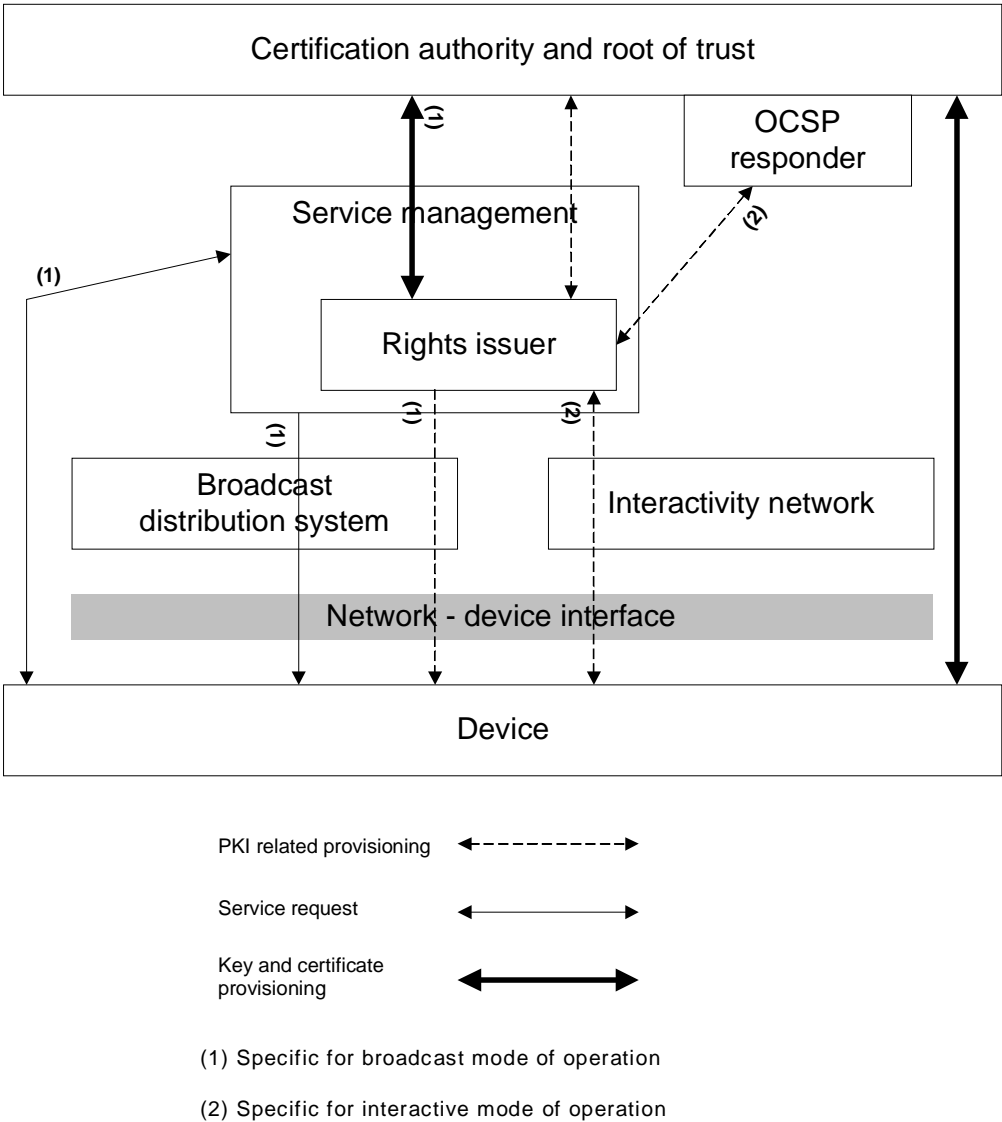 Certification authority and root of trust
(1)
OCSP
responder
Service management
(2)
(1)
Rights issuer
(1)
(1)
(2)
Broadcast
distribution system
Interactivity network
Network - device interface
Device
PKI related provisioning
Service request
Key and certificate
provisioning
(1) Specific for broadcast mode of operation
(2) Specific for interactive mode of operation